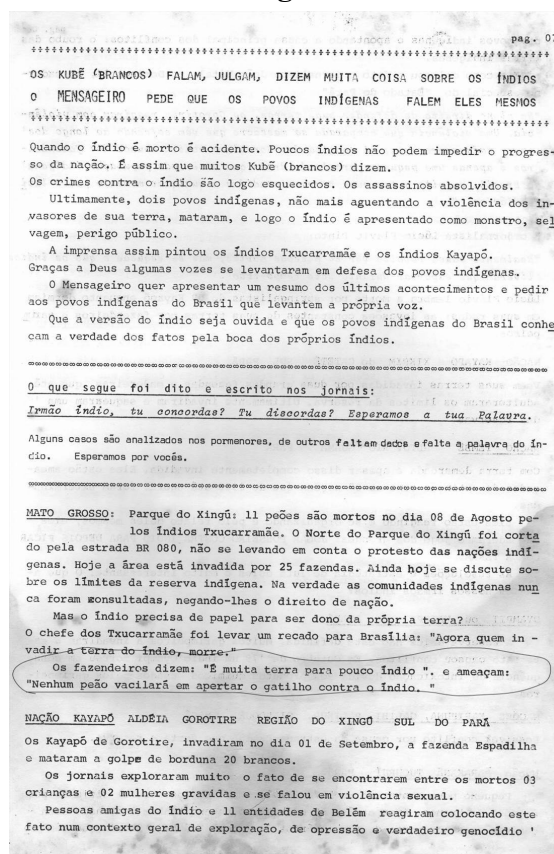 pag. 0
++++++++++++++++++++++++++++++++++++++++++++++++++++++++++++
OS KUBẼ (BRANCOS) FALAM, JULGAM, DIZEM MUITA COISA SOBRE OS ÍNDIOS
O MENSAGEIRO PEDE QUE OS POVOS INDÍGENAS FALEM ELES MESMOS
++++++++++++++++++++++++++++++++++++++++++++++++++++++++++++
Quando o índio é morto é acidente. Poucos índios não podem impedir o progres-
so da nação. É assim que muitos Kubẽ (brancos) dizem.
Os crimes contra o índio são logo esquecidos. Os assassinos absolvidos.
Ultimamente, dois povos indígenas, não mais aguentando a violência dos in-
vasores de sua terra, mataram, e logo o índio é apresentado como monstro, sel
vagem, perigo público.
A imprensa assim pintou os índios Txucarramãe e os índios Kayapó.
Graças a Deus algumas vozes se levantaram em defesa dos povos indígenas.
O Mensageiro quer apresentar um resumo dos últimos acontecimentos e pedir
aos povos indígenas do Brasil que levantem a própria voz.
Que a versão do índio seja ouvida e que os povos indígenas do Brasil conhe
cam a verdade dos fatos pela boca dos próprios índios.
O que segue foi dito e escrito nos jornais:
Irmão índio, tu concordas? Tu discordas? Esperamos a tua Palavra.
Alguns casos são analizados nos pormenores, de outros faltam dados e falta a palavra do ín-
dio. Esperamos por vocês.
MATO GROSSO: Parque do Xingú: 11 peões são mortos no dia 08 de Agosto pe-
los índios Txucarramãe. O Norte do Parque do Xingú foi corta
do pela estrada BR 080, não se levando em conta o protesto das nações indí-
genas. Hoje a área está invadida por 25 fazendas. Ainda hoje se discute so-
bre os limites da reserva indígena. Na verdade as comunidades indígenas nun
ca foram consultadas, negando-lhes o direito de nação.
Mas o índio precisa de papel para ser dono da própria terra?
O chefe dos Txucarramãe foi levar um recado para Brasília: "Agora quem in -
vadir a terra do índio, morre."
Os fazendeiros dizem: "É muita terra para pouco índio ". e ameaçam:
"Nenhum peão vacilará em apertar o gatilho contra o índio. "
NAÇÃO KAYAPÓ ALDÉIA GOROTIRE REGIÃO DO XINGÚ SUL DO PARÁ
Os Kayapó de Gorotire, invadiram no dia 01 de Setembro, a fazenda Espadilha
e mataram a golpe de borduna 20 brancos.
Os jornais exploraram muito o fato de se encontrarem entre os mortos 03
crianças e 02 mulheres gravidas e se falou em violência sexual.
Pessoas amigas do índio e 11 entidades de Belém reagiram colocando este
fato num contexto geral de exploração, de opressão e verdadeiro genocídio '